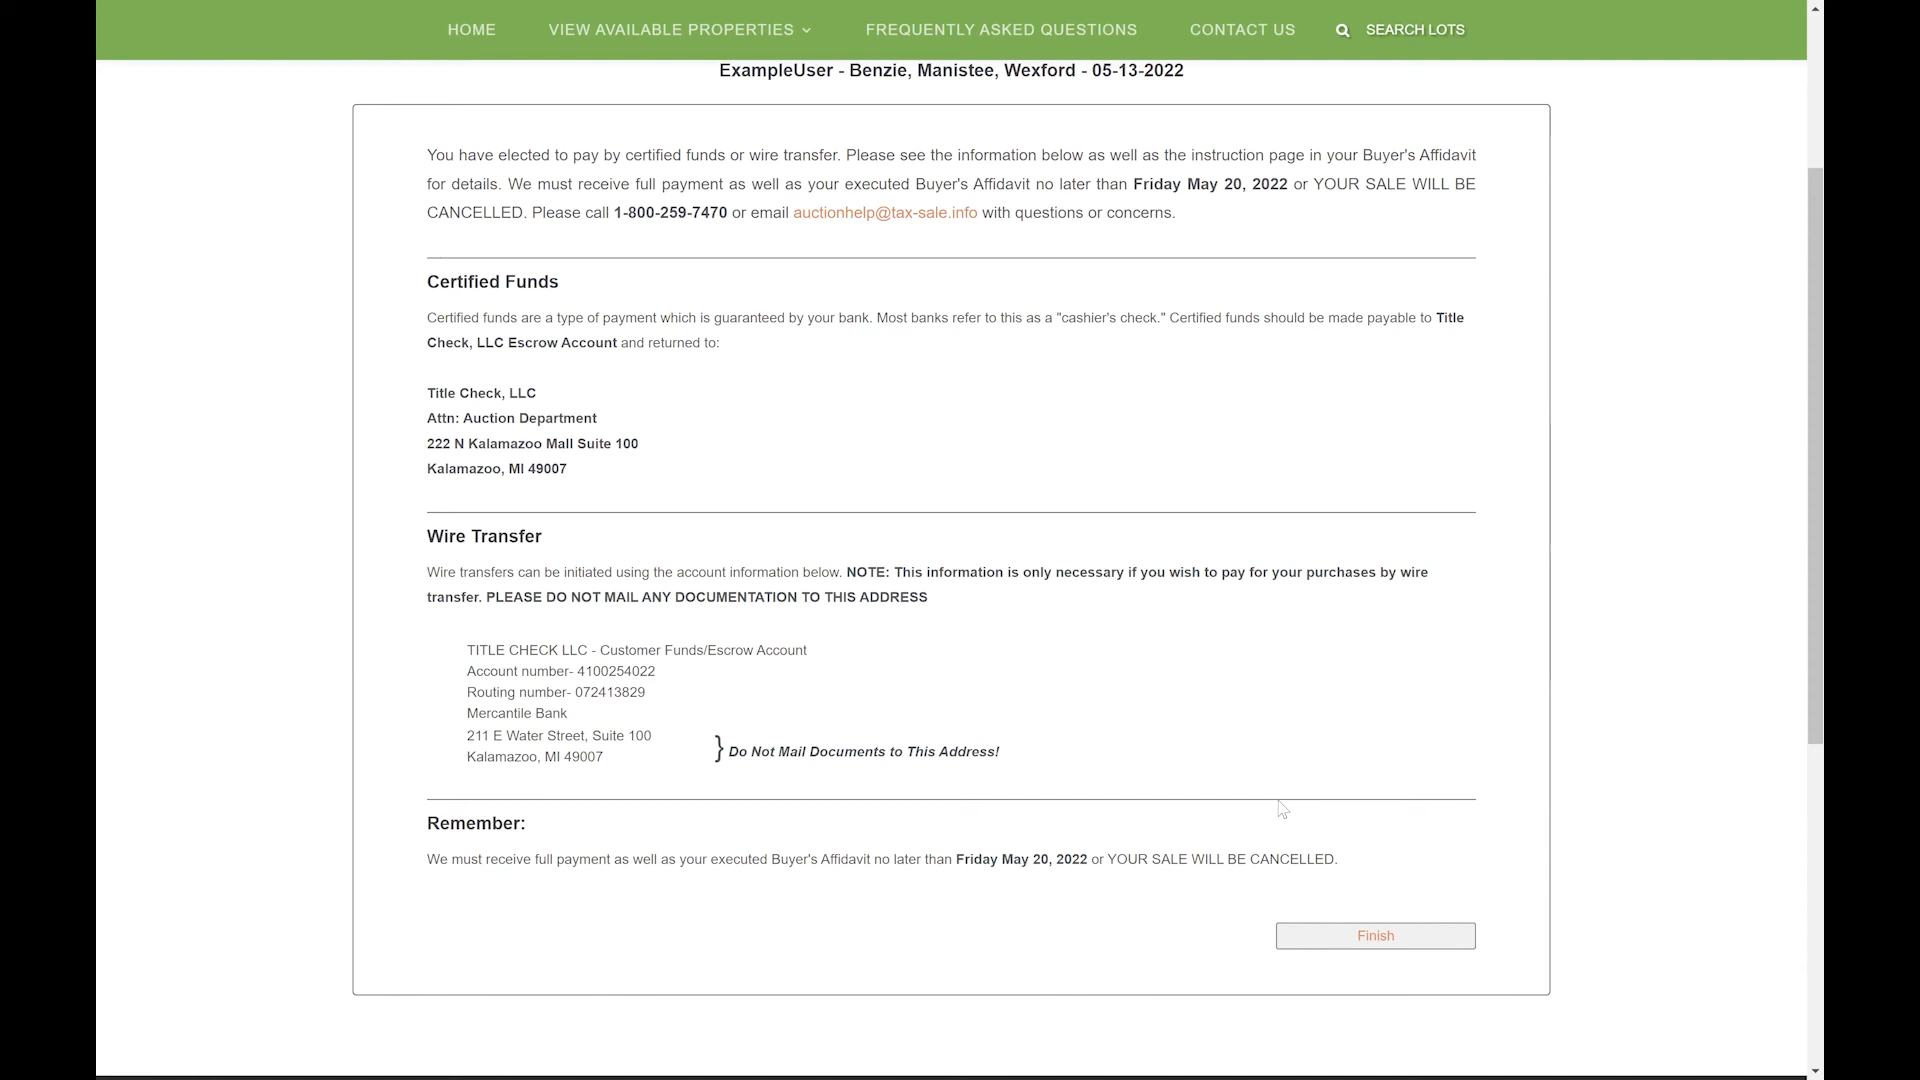 HOME VIEW AVAILABLE PROPERTIES FREQUENTLY ASKED QUESTIONS CONTACT US SEARCH LOTS
ExampleUser - Benzie, Manistee, Wexford - 05-13-2022
You have elected to pay by certified funds or wire transfer. Please see the information below as well as the instruction page in your Buyer's Affidavit
for details. We must receive full payment as well as your executed Buyer's Affidavit no later than Friday May 20, 2022 or YOUR SALE WILL BE
CANCELLED. Please call 1-800-259-7470 or email auctionhelp@tax-sale.info with questions or concerns.
Certified Funds
Certified funds are a type of payment which is guaranteed by your bank. Most banks refer to this as a "cashier's check." Certified funds should be made payable to Title
Check, LLC Escrow Account and returned to:
Title Check, LLC
Attn: Auction Department
222 N Kalamazoo Mall Suite 100
Kalamazoo, MI 49007
Wire Transfer
Wire transfers can be initiated using the account information below. NOTE: This information is only necessary if you wish to pay for your purchases by wire
transfer. PLEASE DO NOT MAIL ANY DOCUMENTATION TO THIS ADDRESS
TITLE CHECK LLC - Customer Funds/Escrow Account
Account number- 4100254022
Routing number- 072413829
Mercantile Bank
211 E Water Street, Suite 100
Kalamazoo, MI 49007
} Do Not Mail Documents to This Address!
Remember:
We must receive full payment as well as your executed Buyer's Affidavit no later than Friday May 20, 2022 or YOUR SALE WILL BE CANCELLED.
Finish